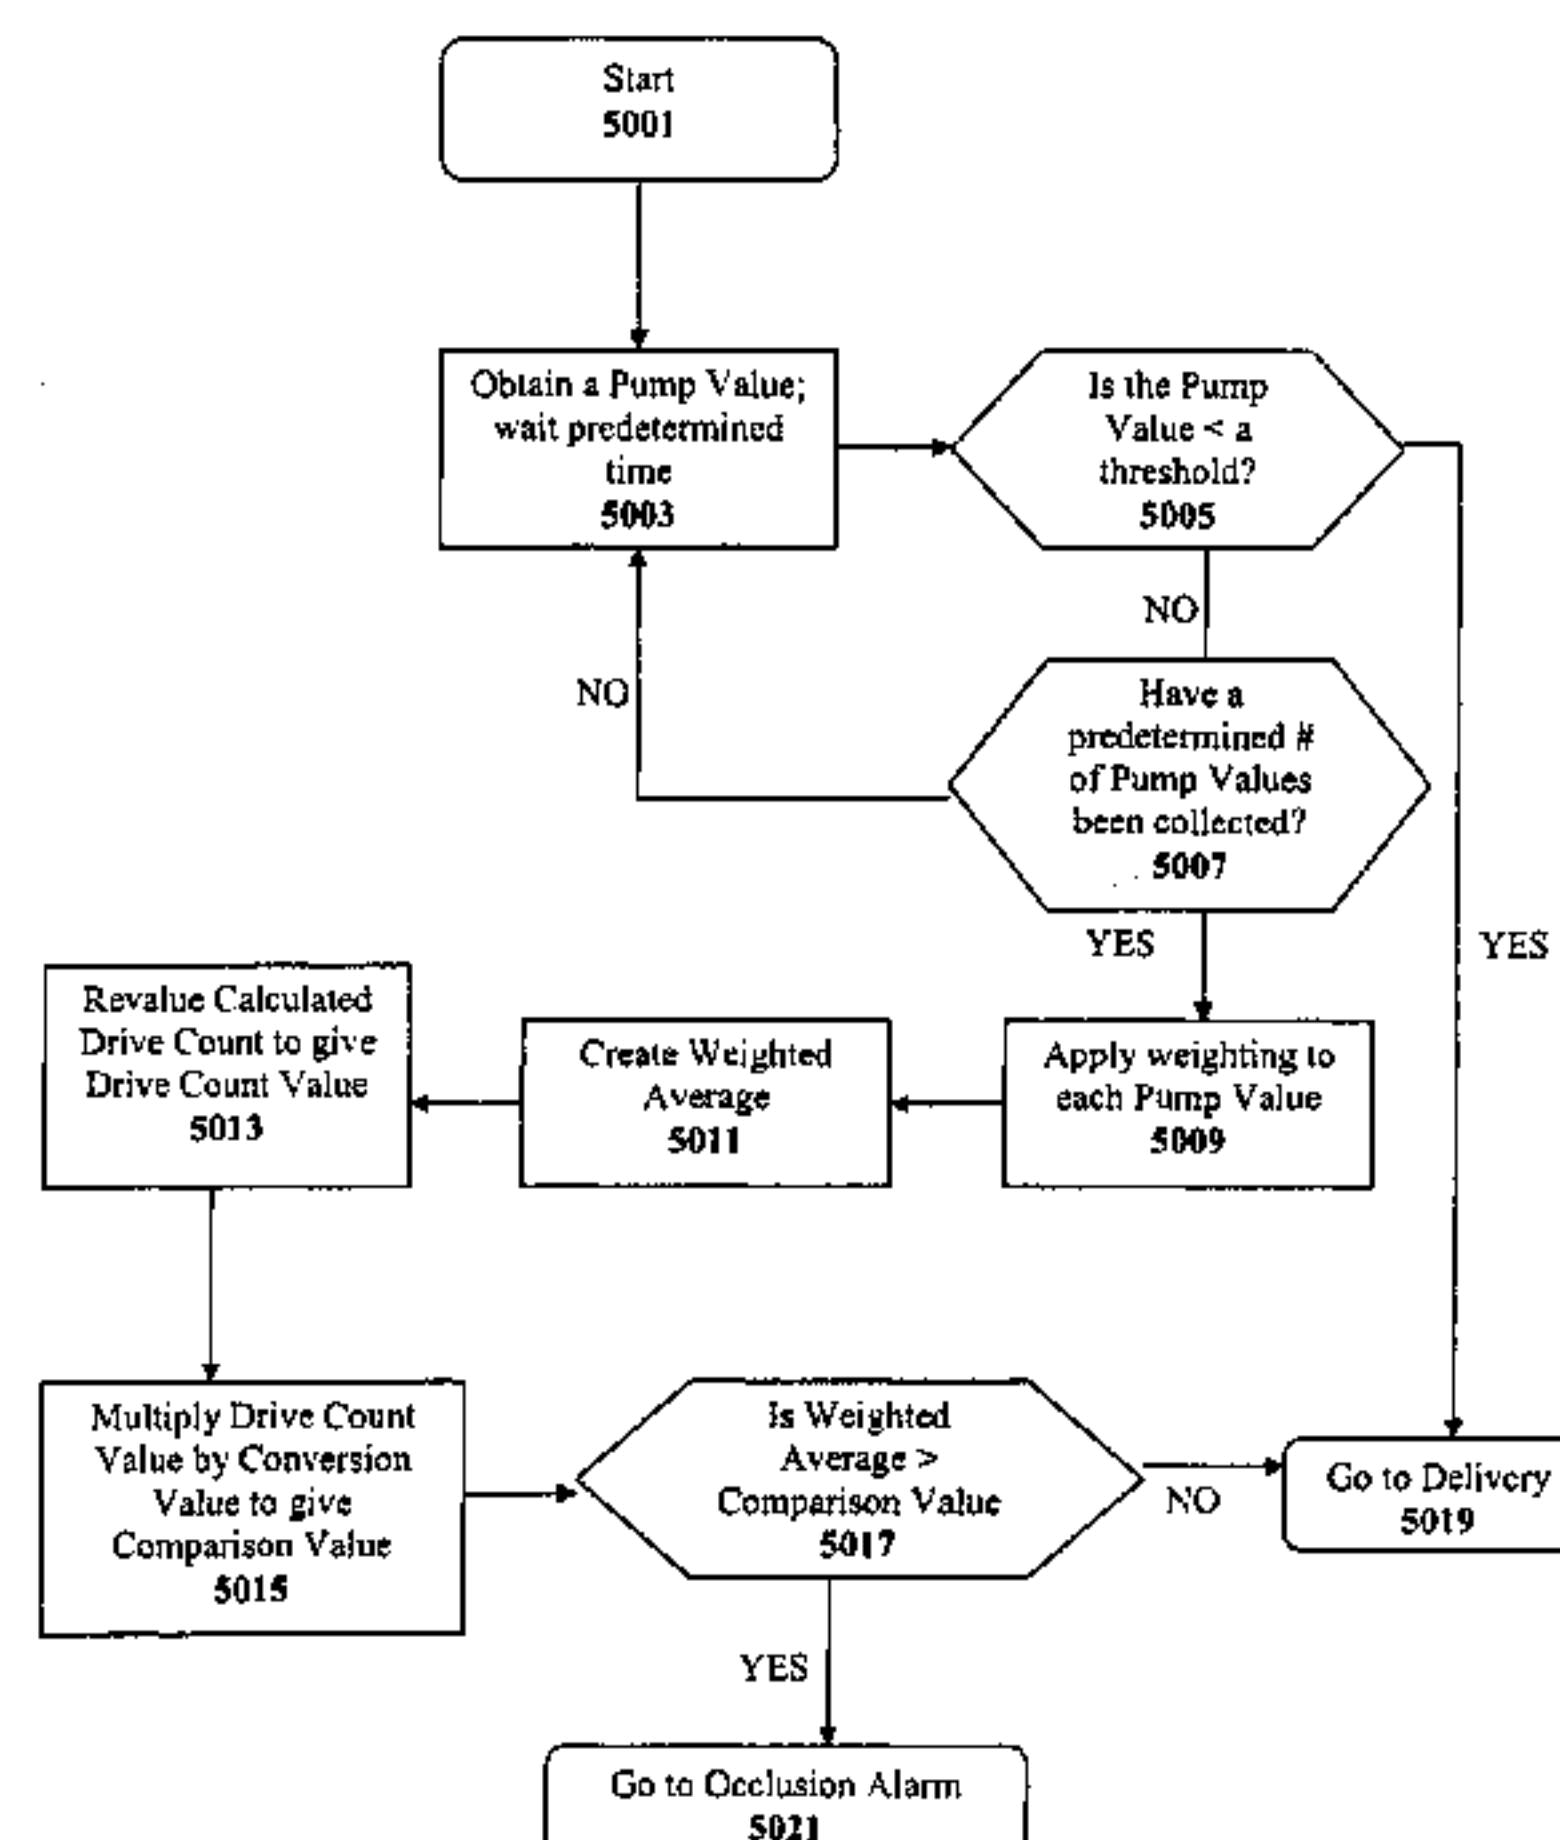 Start
5001
Obtain a Pump Value;
wait predetermined
time
5003
Is the Pump
Value < a
threshold?
5005
NO
NO
Have a
predetermined #
of Pump Values
been collected?
5007
YES
YES
Revalue Calculated
Drive Count to give
Drive Count Value
5013
Create Weighted
Average
5011
Apply weighting to
each Pump Value
5009
Multiply Drive Count
Value by Conversion
Value to give
Comparison Value
5015
Is Weighted
Average >
Comparison Value
5017
NO
Go to Delivery
5019
YES
Go to Occlusion Alarm
5021